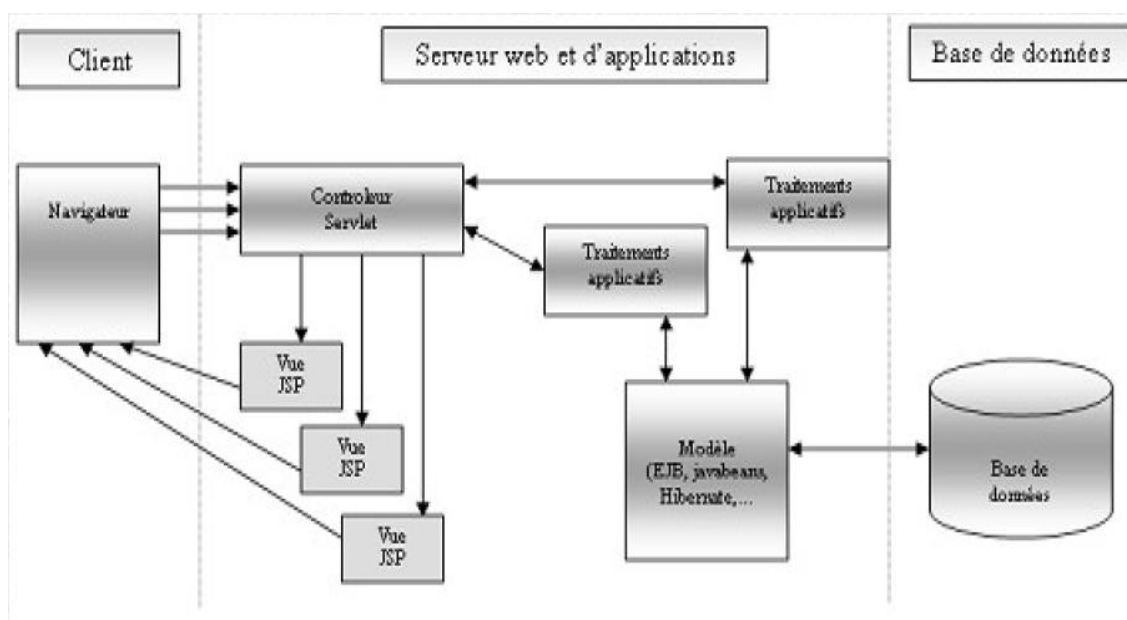 Client
Serveur web et d'applications
Base de données
Navigateur
Controleur
Servlet
Traitements
applicatifs
Traitements
applicatifs
Vue
JSP
Vue
JSP
Vue
JSP
Modèle
(EJB, javabeans,
Hibernate,...
Base de
données